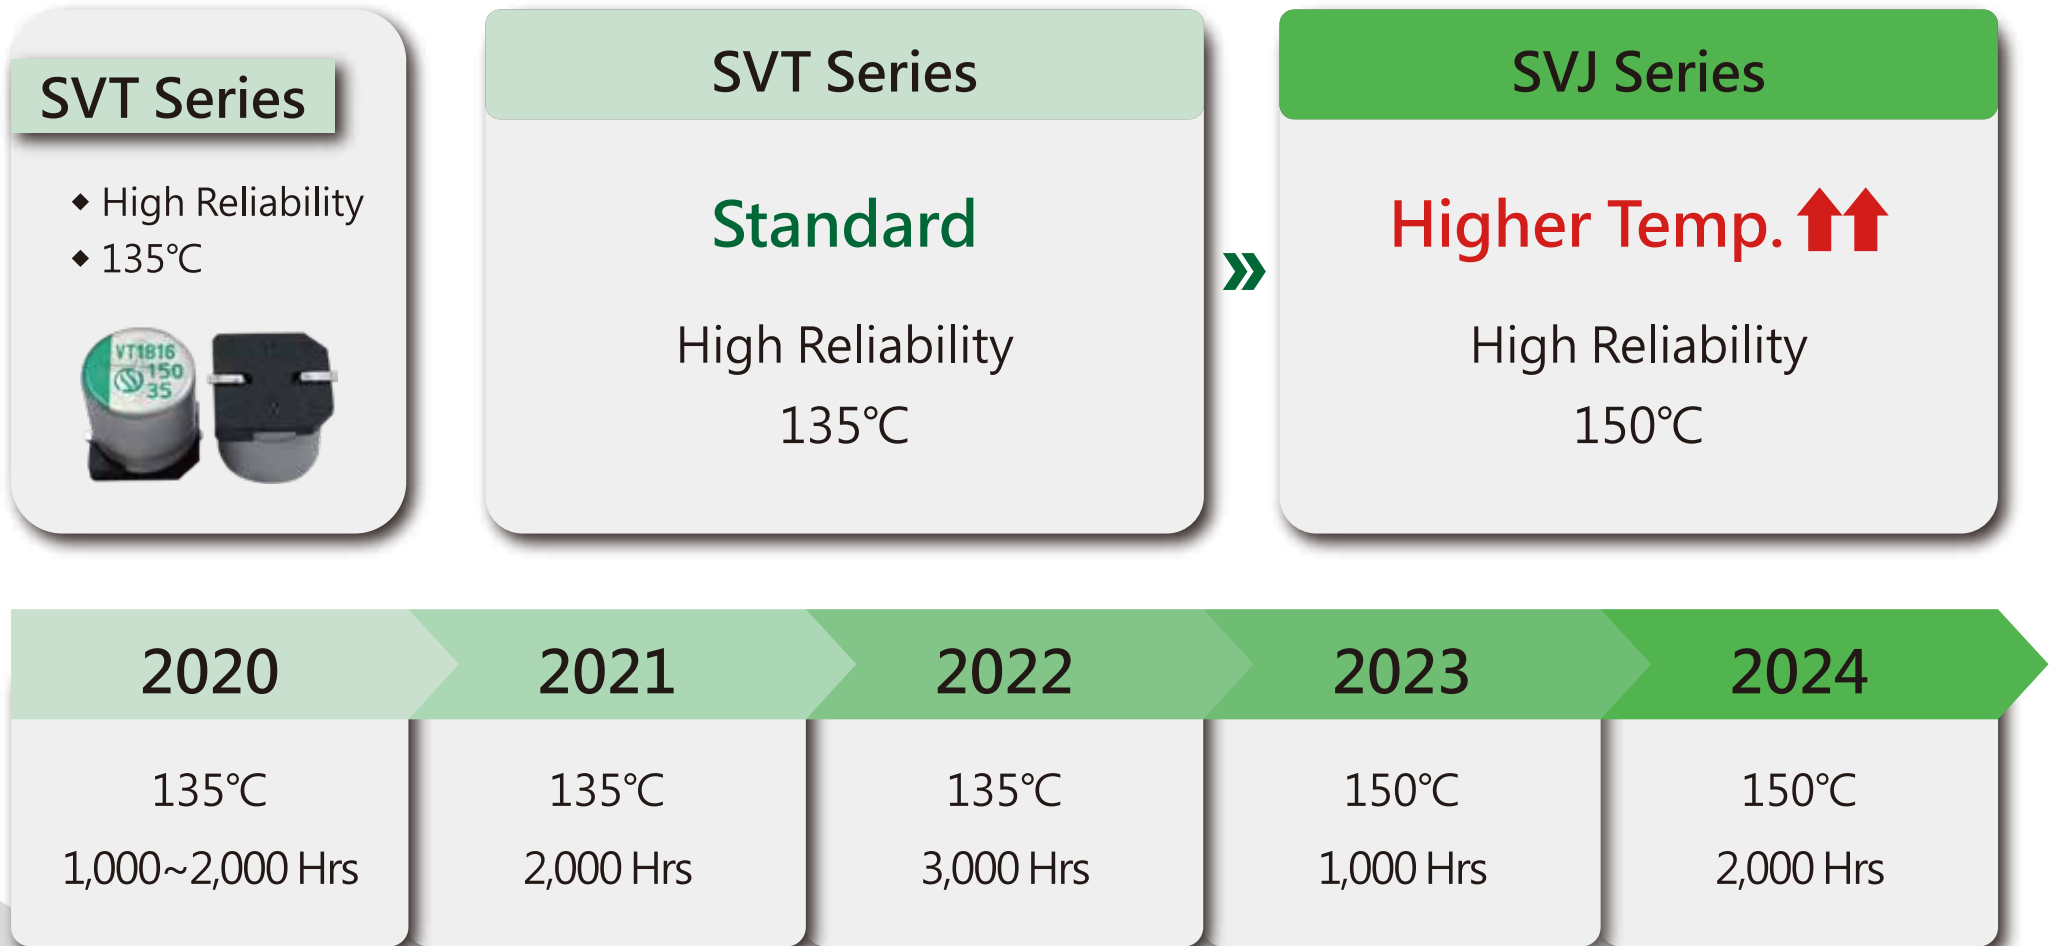 SVT Series
◆ High Reliability
◆ 135℃
VT1816
150
35
SVT Series
Standard
High Reliability
135℃
»
SVJ Series
Higher Temp.
High Reliability
150℃
2020
135℃
1,000~2,000 Hrs
2021
135℃
2,000 Hrs
2022
135℃
3,000 Hrs
2023
150℃
1,000 Hrs
2024
150℃
2,000 Hrs